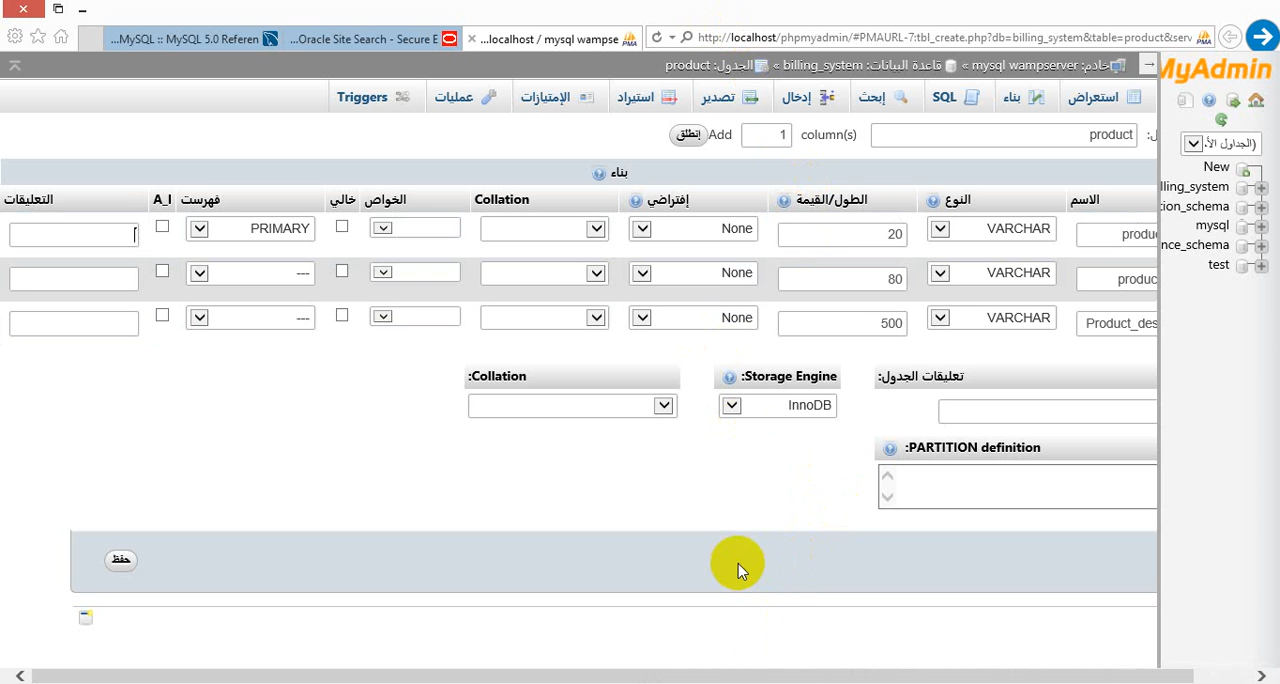 ...MySQL :: MySQL 5.0 Referen
...Oracle Site Search - Secure E
...localhost / mysql wampse
http://localhost/phpmyadmin/#PMAURL-7:tbl_create.php?db=billing_system&table=product&serv
خادم: mysql wampserver » قاعدة البيانات: billing_system » الجدول: product
MyAdmin
استعراض
بناء
SQL
إبحث
إدخال
تصدير
استيراد
الإمتيازات
عمليات
Triggers
ل:
product
column(s)
1
Add
إنطلق
(الجداول الأ.
New
lling_system
tion_schema
mysql
nce_schema
test
بناء
الاسم
النوع
الطول/القيمة
إفتراضي
Collation
الخواص
خالي
فهرست
A_I
التعليقات
produc
VARCHAR
20
None
PRIMARY
produc
VARCHAR
80
None
---
Product_des
VARCHAR
500
None
---
تعليقات الجدول:
Storage Engine:
Collation:
InnoDB
PARTITION definition:
حفظ